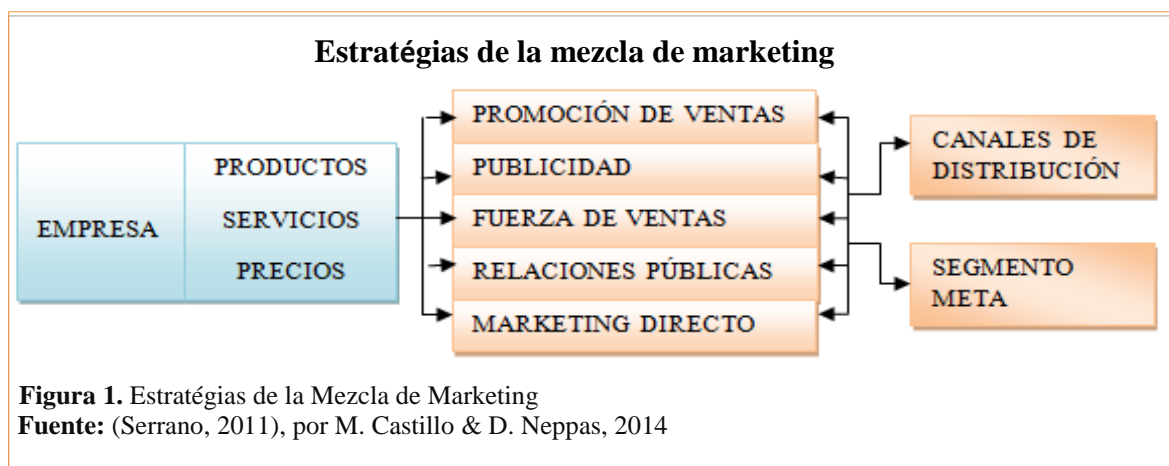 Estratégias de la mezcla de marketing
EMPRESA
PRODUCTOS
SERVICIOS
PRECIOS
PROMOCIÓN DE VENTAS
PUBLICIDAD
FUERZA DE VENTAS
RELACIONES PÚBLICAS
MARKETING DIRECTO
CANALES DE
DISTRIBUCIÓN
SEGMENTO
META
Figura 1. Estratégias de la Mezcla de Marketing
Fuente: (Serrano, 2011), por M. Castillo & D. Neppas, 2014